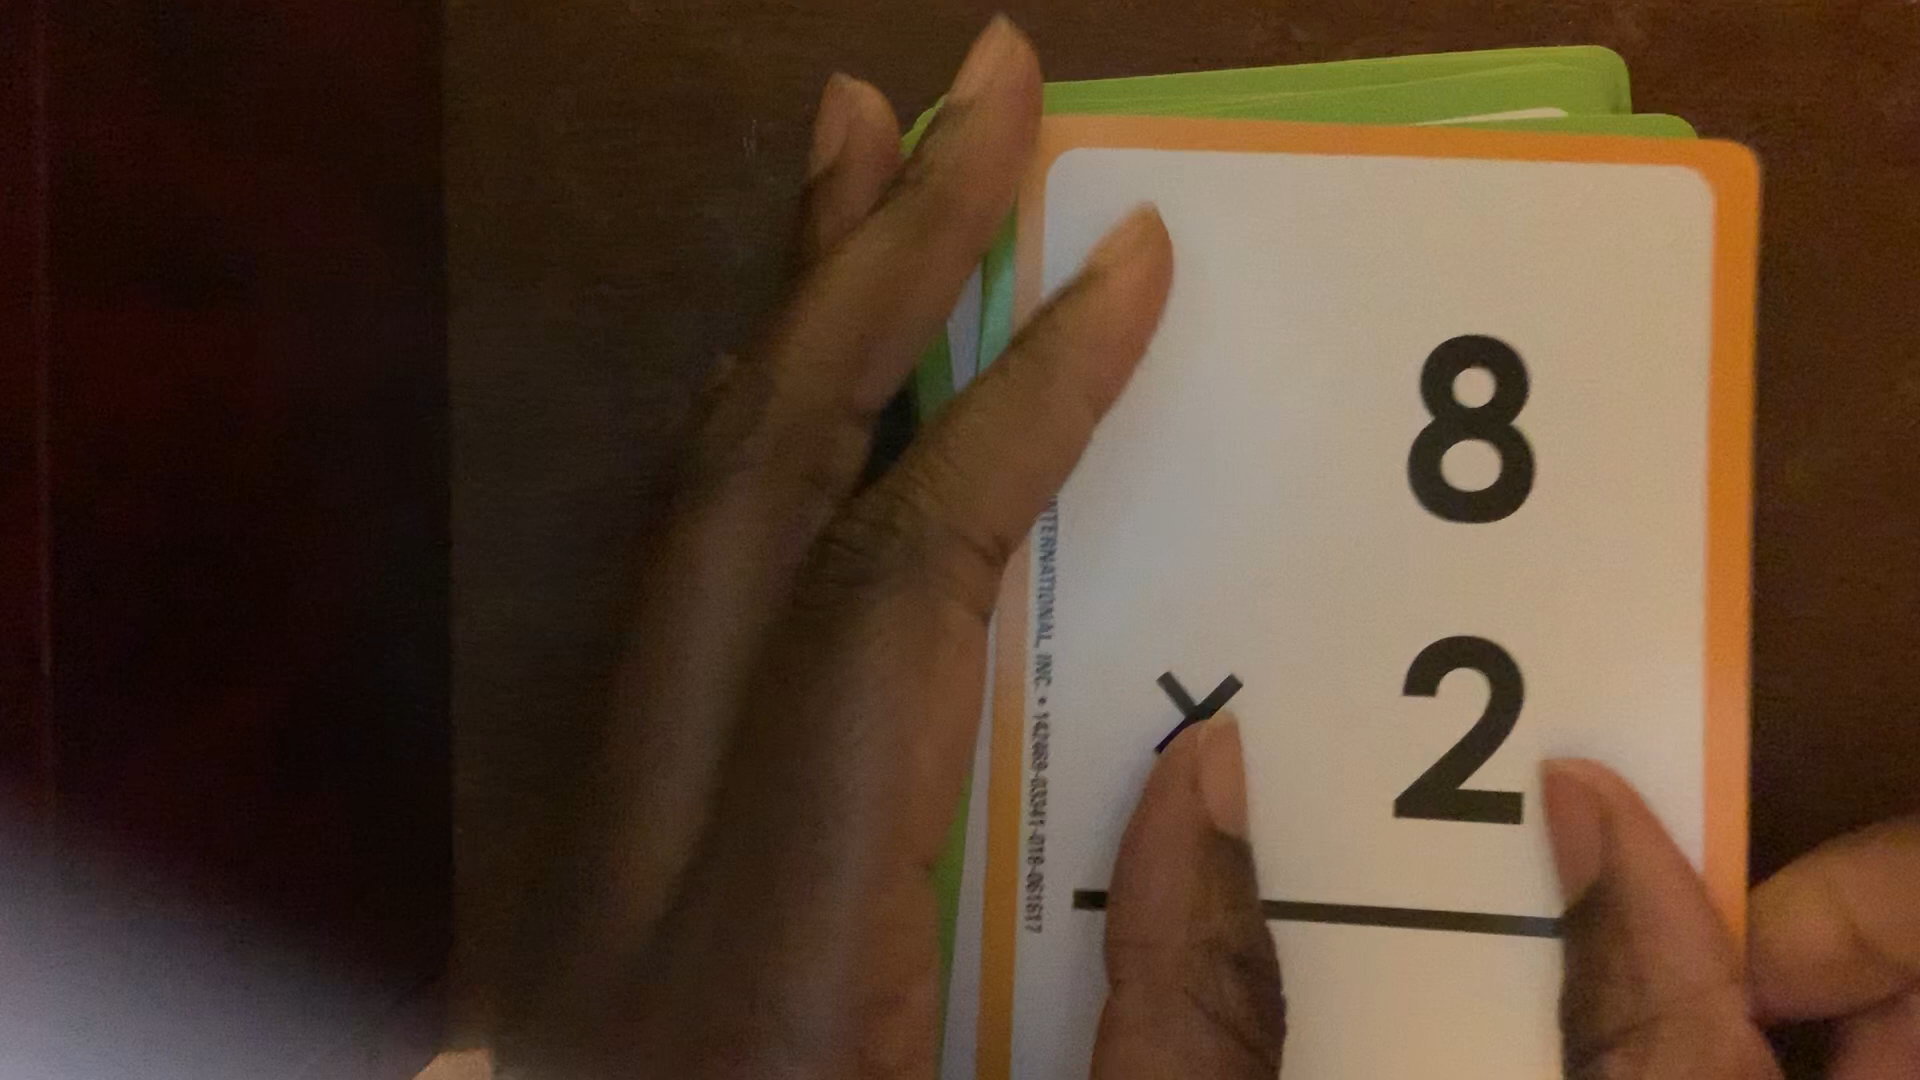 8
× 2
INTERNATIONAL, INC. •